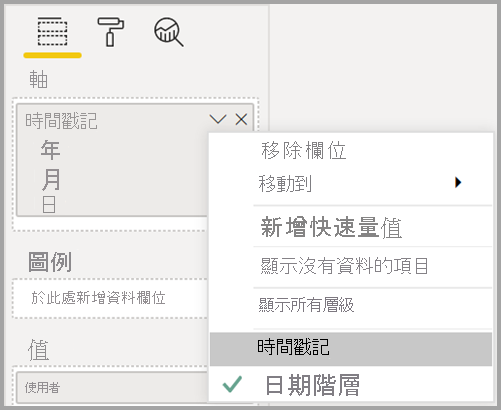 軸
時間戳記
年
月
日
圖例
於此處新增資料欄位
值
使用者
移除欄位
移動到
新增快速量值
顯示沒有資料的項目
顯示所有層級
時間戳記
日期階層